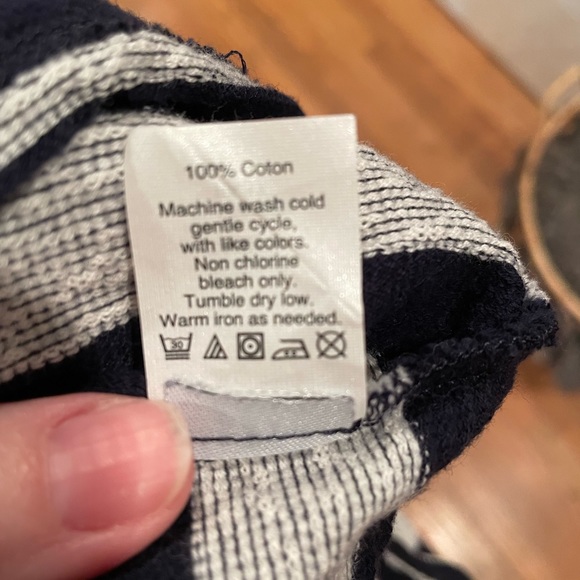 100% Coton
Machine wash cold
gentle cycle,
with like colors.
Non chlorine
bleach only.
Tumble dry low.
Warm iron as needed.
30